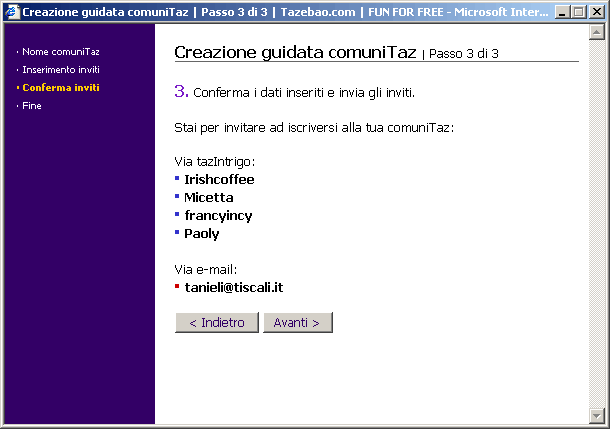 Creazione guidata comuniTaz | Passo 3 di 3 | Tazebao.com | FUN FOR FREE - Microsoft Inter...
Nome comuniTaz
Inserimento inviti
Conferma inviti
Fine
Creazione guidata comuniTaz | Passo 3 di 3
3. Conferma i dati inseriti e invia gli inviti.
Stai per invitare ad iscriversi alla tua comuniTaz:
Via tazIntrigo:
Irishcoffee
Micetta
francyincy
Paoly
Via e-mail:
tanieli@tiscali.it
< Indietro
Avanti >